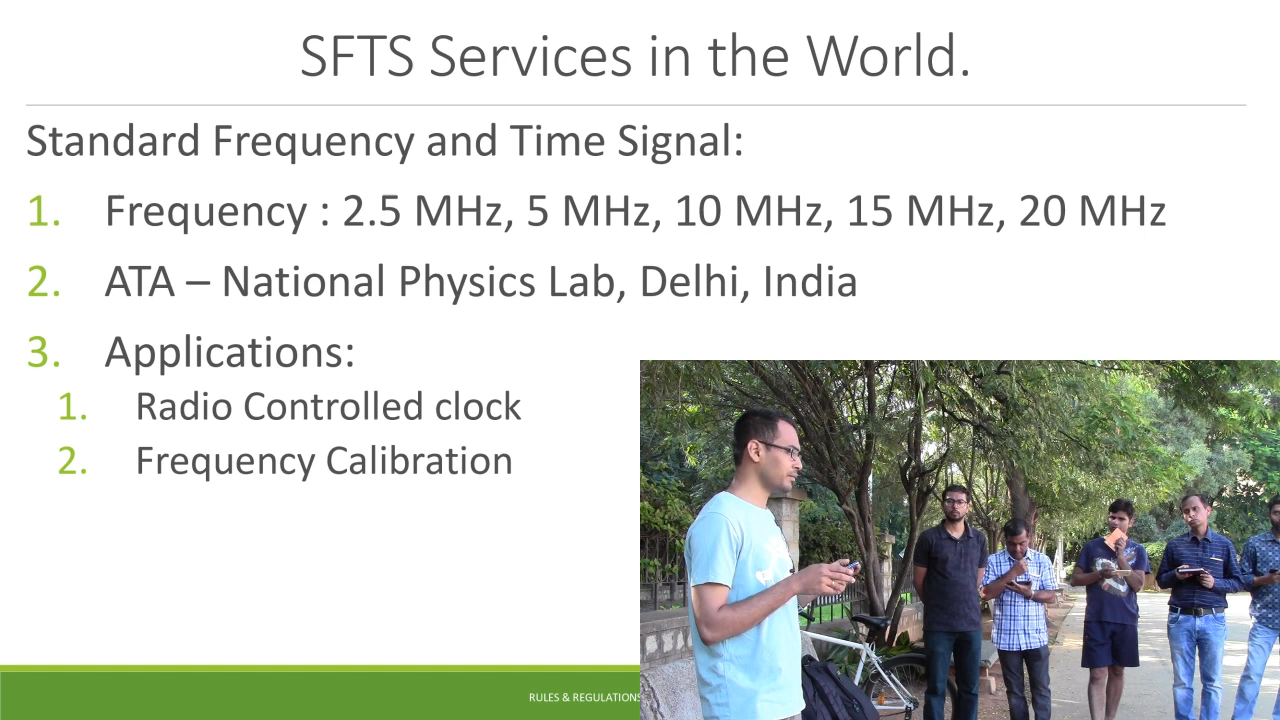 SFTS Services in the World.
Standard Frequency and Time Signal:
1. Frequency : 2.5 MHz, 5 MHz, 10 MHz, 15 MHz, 20 MHz
2. ATA – National Physics Lab, Delhi, India
3. Applications:
1. Radio Controlled clock
2. Frequency Calibration
RULES & REGULATIONS